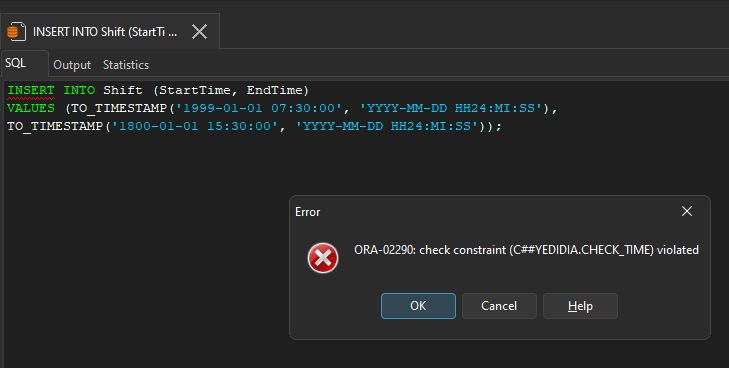 INSERT INTO Shift (StartTi ...
SQL Output Statistics
INSERT INTO Shift (StartTime, EndTime)
VALUES (TO_TIMESTAMP('1999-01-01 07:30:00', 'YYYY-MM-DD HH24:MI:SS'),
TO_TIMESTAMP('1800-01-01 15:30:00', 'YYYY-MM-DD HH24:MI:SS'));
Error
ORA-02290: check constraint (C##YEDIDIA.CHECK_TIME) violated
OK Cancel Help